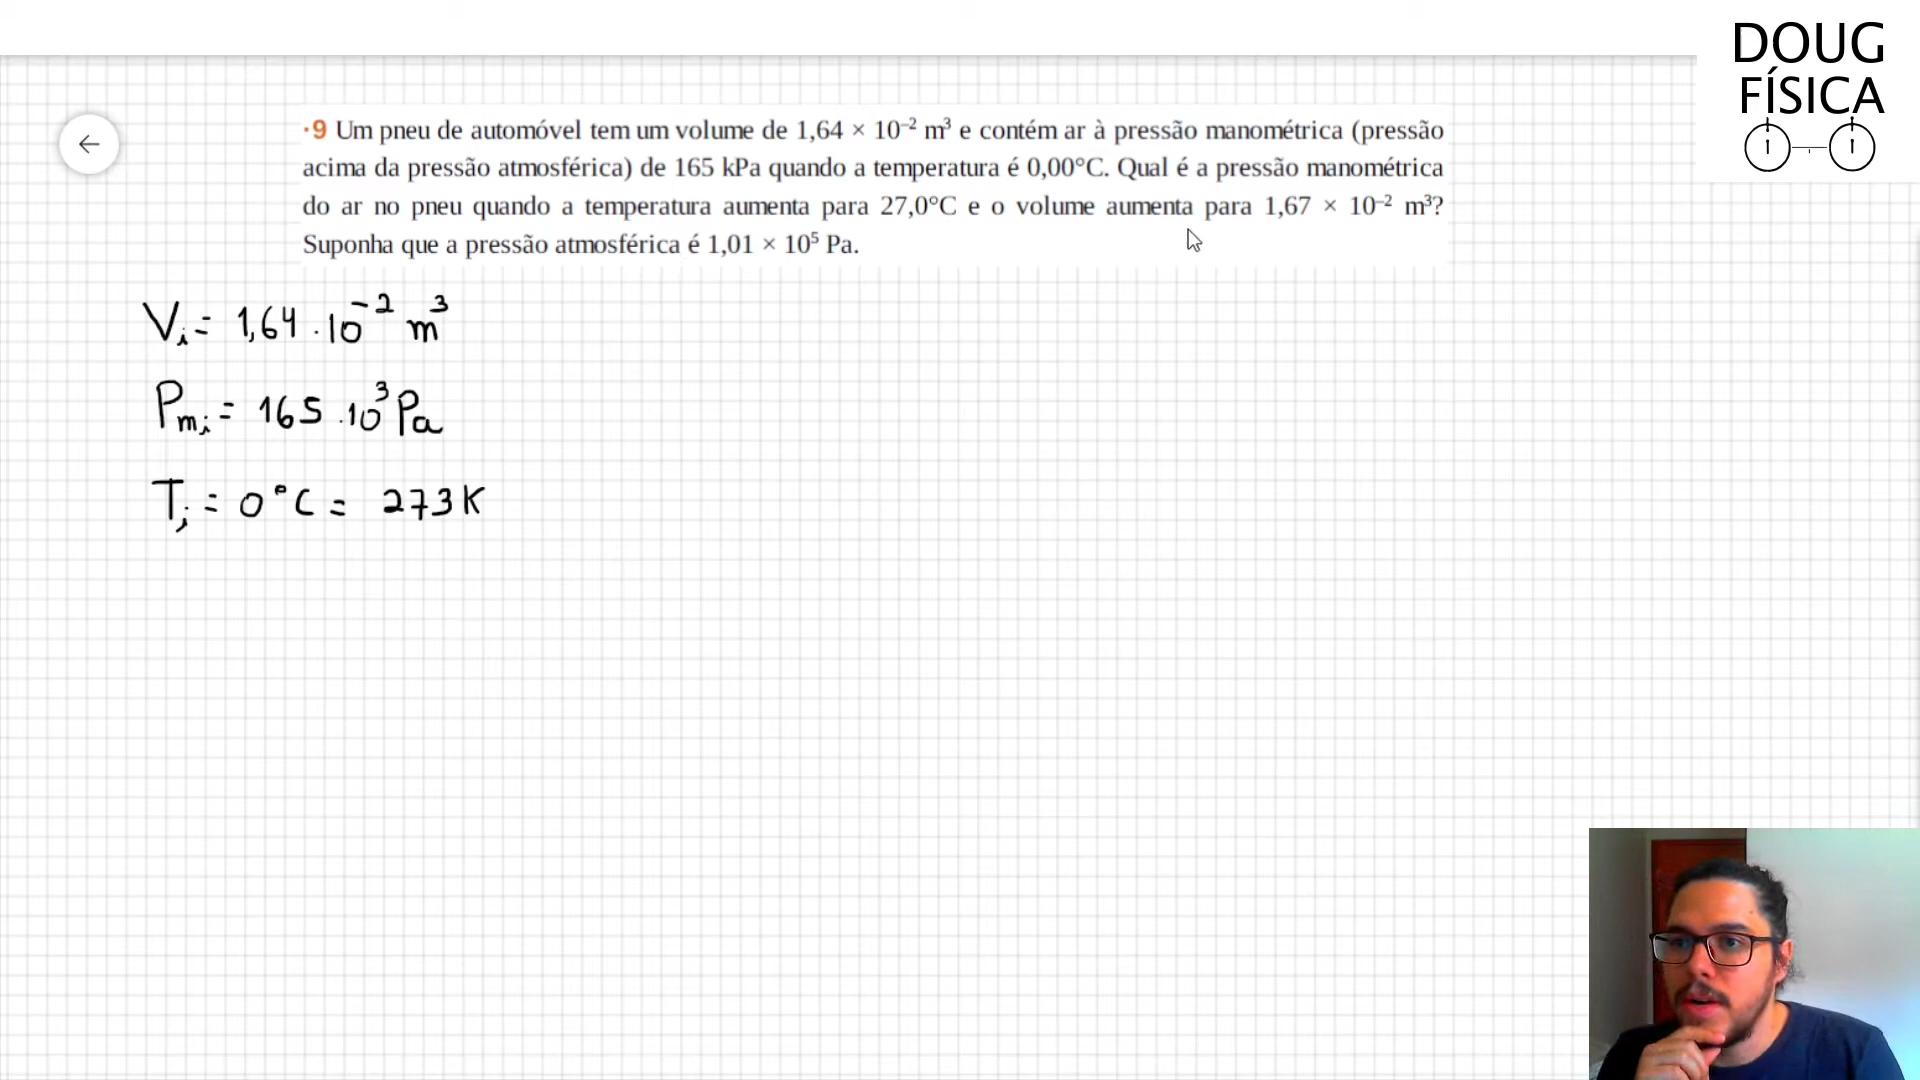 DOUG
FÍSICA
·9 Um pneu de automóvel tem um volume de 1,64 × 10⁻² m³ e contém ar à pressão manométrica (pressão
acima da pressão atmosférica) de 165 kPa quando a temperatura é 0,00°C. Qual é a pressão manométrica
do ar no pneu quando a temperatura aumenta para 27,0°C e o volume aumenta para 1,67 × 10⁻² m³?
Suponha que a pressão atmosférica é 1,01 × 10⁵ Pa.
Vi = 1,64 . 10⁻² m³
Pmi = 165 . 10³ Pa
Ti = 0°C = 273 K